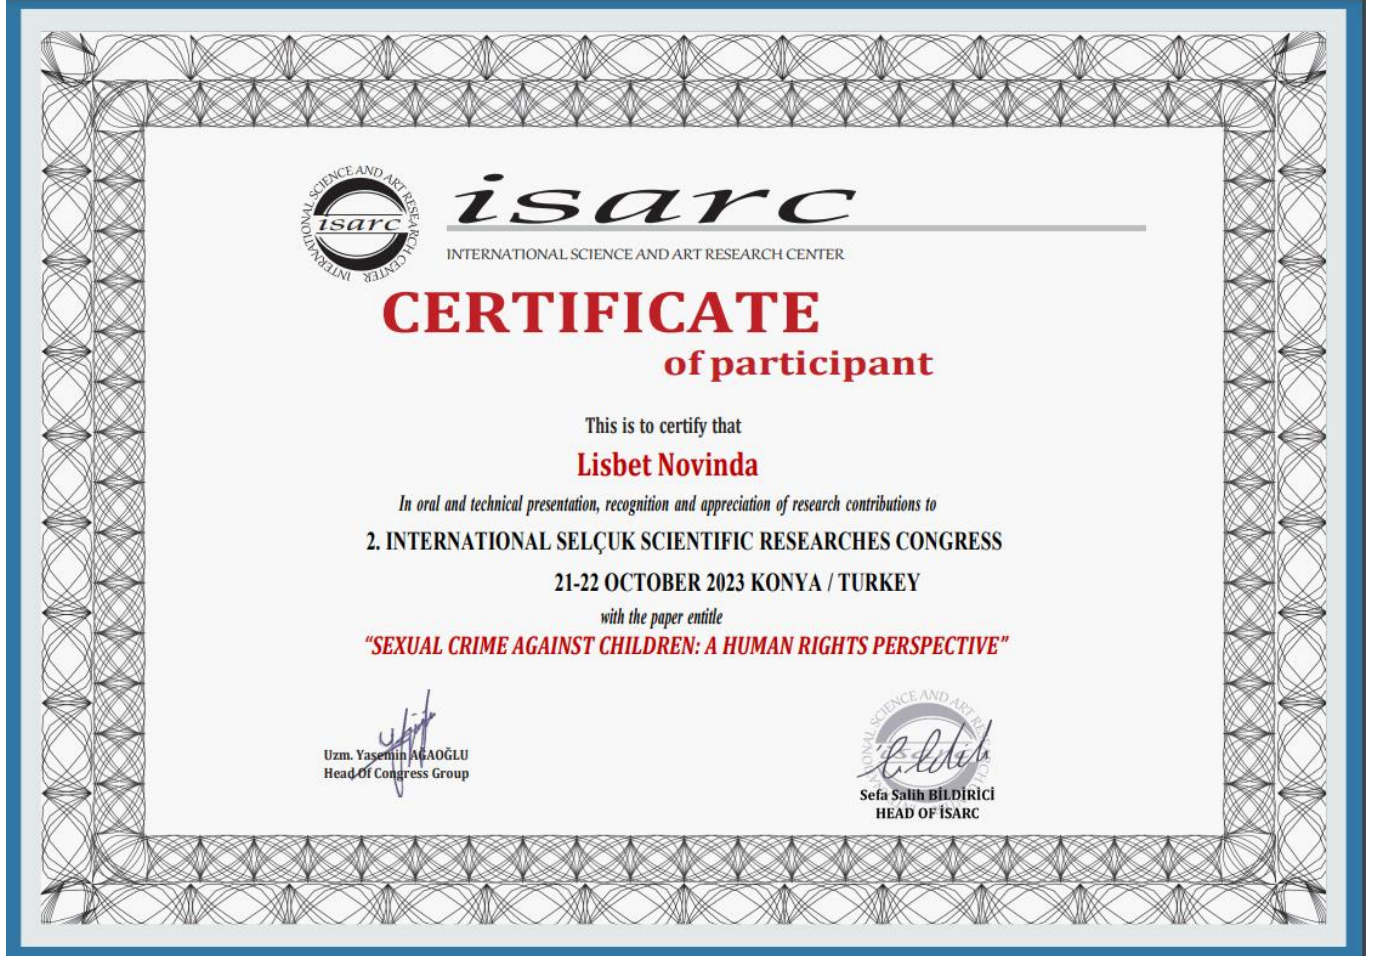 INTERNATIONAL SCIENCE AND ART RESEARCH CENTER
isarc
isarc
INTERNATIONAL SCIENCE AND ART RESEARCH CENTER
CERTIFICATE
of participant
This is to certify that
Lisbet Novinda
In oral and technical presentation, recognition and appreciation of research contributions to
2. INTERNATIONAL SELÇUK SCIENTIFIC RESEARCHES CONGRESS
21-22 OCTOBER 2023 KONYA / TURKEY
with the paper entitle
“SEXUAL CRIME AGAINST CHILDREN: A HUMAN RIGHTS PERSPECTIVE”
Uzm. Yasemin AĞAOĞLU
Head Of Congress Group
Sefa Salih BİLDİRİCİ
HEAD OF İSARC